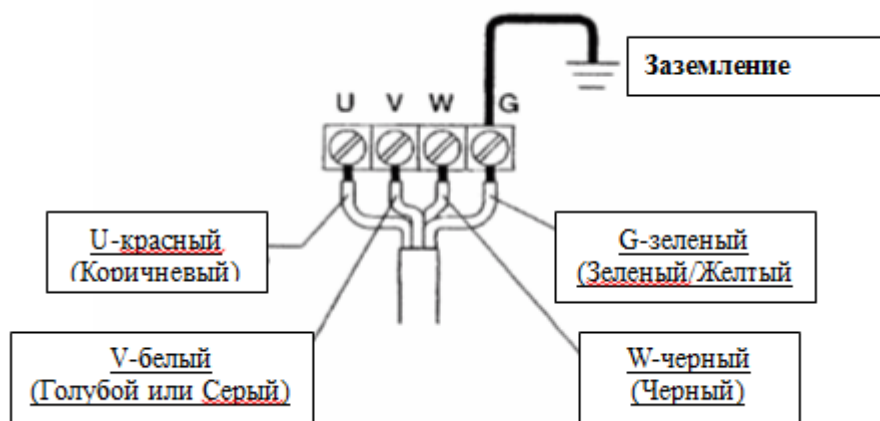 Заземление
U V W G
U-красный
(Коричневый)
G-зеленый
(Зеленый/Желтый
V-белый
(Голубой или Серый)
W-черный
(Черный)